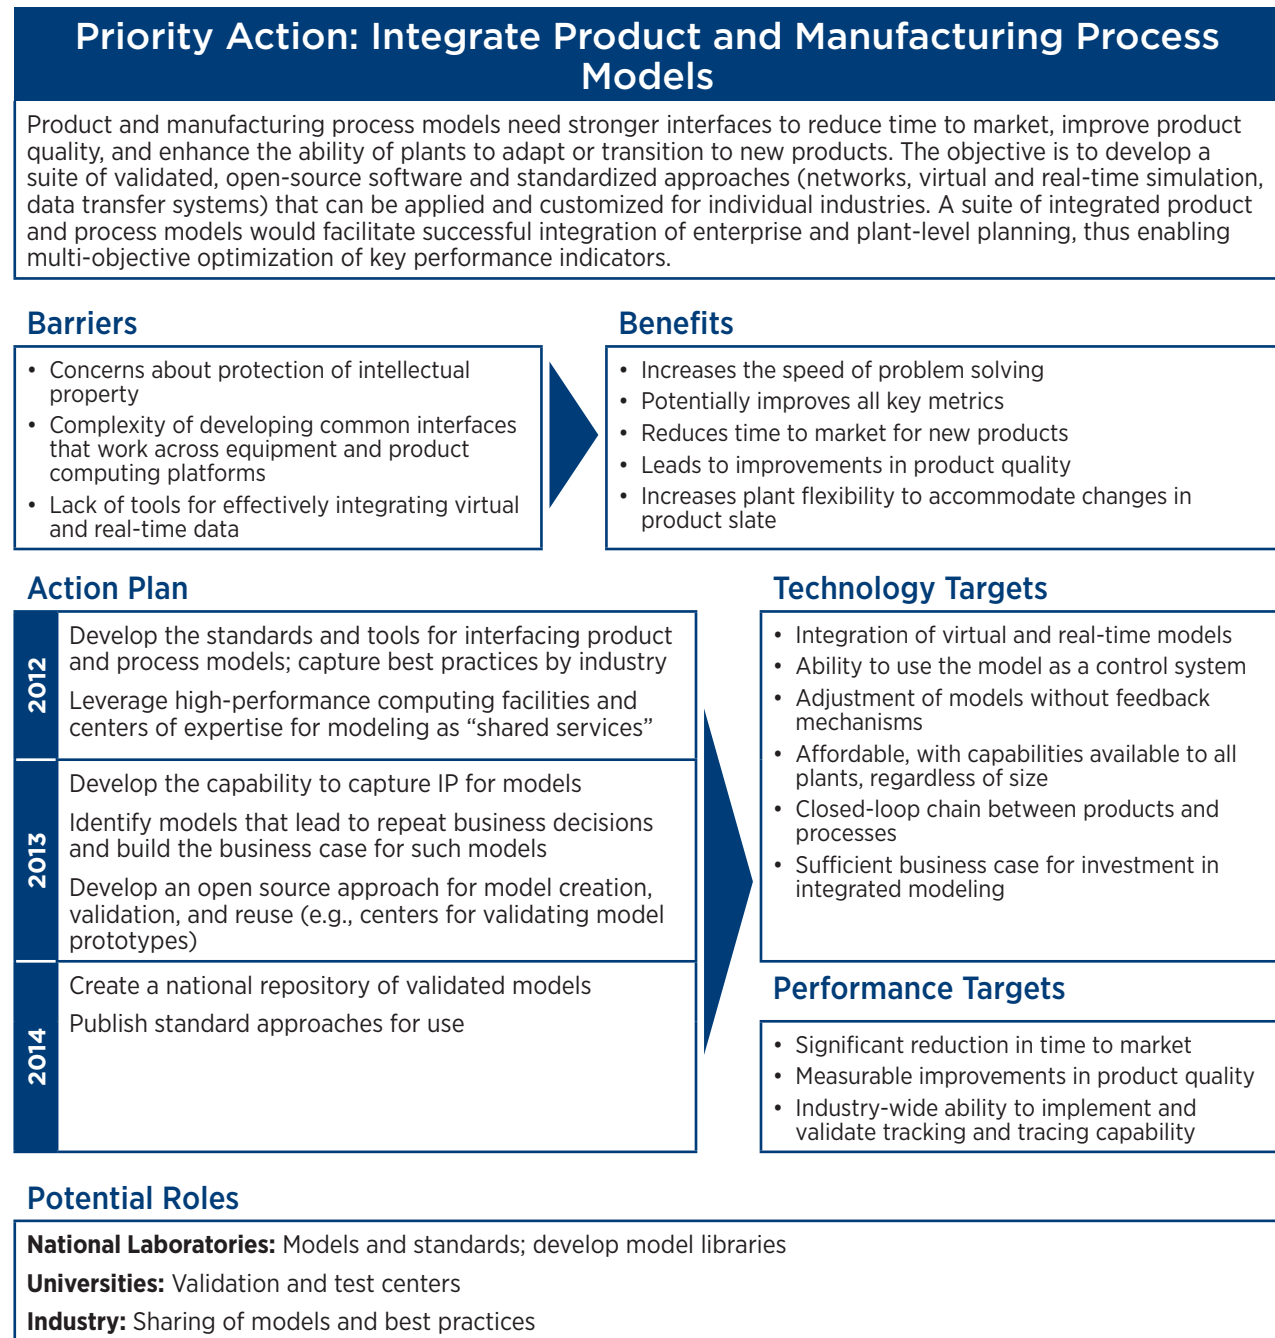 Priority Action: Integrate Product and Manufacturing Process
Models
Product and manufacturing process models need stronger interfaces to reduce time to market, improve product
quality, and enhance the ability of plants to adapt or transition to new products. The objective is to develop a
suite of validated, open-source software and standardized approaches (networks, virtual and real-time simulation,
data transfer systems) that can be applied and customized for individual industries. A suite of integrated product
and process models would facilitate successful integration of enterprise and plant-level planning, thus enabling
multi-objective optimization of key performance indicators.
Barriers
• Concerns about protection of intellectual
property
• Complexity of developing common interfaces
that work across equipment and product
computing platforms
• Lack of tools for effectively integrating virtual
and real-time data
Benefits
• Increases the speed of problem solving
• Potentially improves all key metrics
• Reduces time to market for new products
• Leads to improvements in product quality
• Increases plant flexibility to accommodate changes in
product slate
Action Plan
2012
Develop the standards and tools for interfacing product
and process models; capture best practices by industry
Leverage high-performance computing facilities and
centers of expertise for modeling as “shared services”
2013
Develop the capability to capture IP for models
Identify models that lead to repeat business decisions
and build the business case for such models
Develop an open source approach for model creation,
validation, and reuse (e.g., centers for validating model
prototypes)
2014
Create a national repository of validated models
Publish standard approaches for use
Technology Targets
• Integration of virtual and real-time models
• Ability to use the model as a control system
• Adjustment of models without feedback
mechanisms
• Affordable, with capabilities available to all
plants, regardless of size
• Closed-loop chain between products and
processes
• Sufficient business case for investment in
integrated modeling
Performance Targets
• Significant reduction in time to market
• Measurable improvements in product quality
• Industry-wide ability to implement and
validate tracking and tracing capability
Potential Roles
National Laboratories: Models and standards; develop model libraries
Universities: Validation and test centers
Industry: Sharing of models and best practices